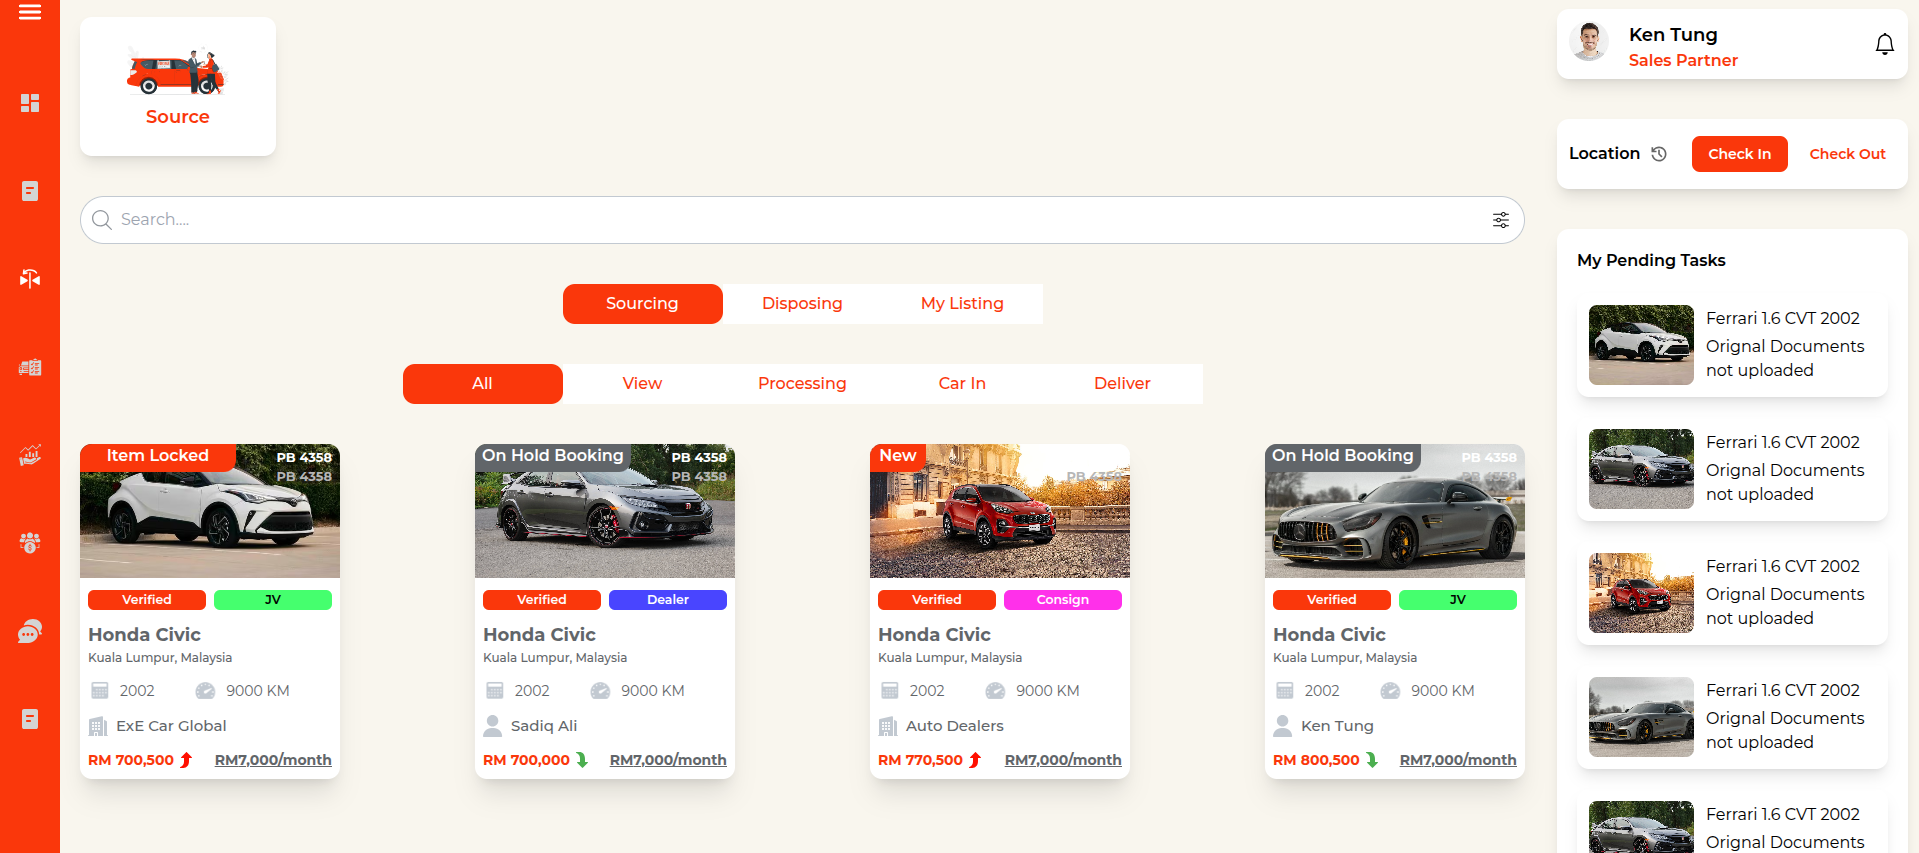 Source
Search....
Sourcing
Disposing
My Listing
All
View
Processing
Car In
Deliver
Item Locked
PB 4358
PB 4358
Verified
JV
Honda Civic
Kuala Lumpur, Malaysia
2002
9000 KM
ExE Car Global
RM 700,500
RM7,000/month
On Hold Booking
PB 4358
PB 4358
Verified
Dealer
Honda Civic
Kuala Lumpur, Malaysia
2002
9000 KM
Sadiq Ali
RM 700,000
RM7,000/month
New
PB 4358
Verified
Consign
Honda Civic
Kuala Lumpur, Malaysia
2002
9000 KM
Auto Dealers
RM 770,500
RM7,000/month
On Hold Booking
PB 4358
PB 4358
Verified
JV
Honda Civic
Kuala Lumpur, Malaysia
2002
9000 KM
Ken Tung
RM 800,500
RM7,000/month
Ken Tung
Sales Partner
Location
Check In
Check Out
My Pending Tasks
Ferrari 1.6 CVT 2002
Orignal Documents
not uploaded
Ferrari 1.6 CVT 2002
Orignal Documents
not uploaded
Ferrari 1.6 CVT 2002
Orignal Documents
not uploaded
Ferrari 1.6 CVT 2002
Orignal Documents
not uploaded
Ferrari 1.6 CVT 2002
Orignal Documents